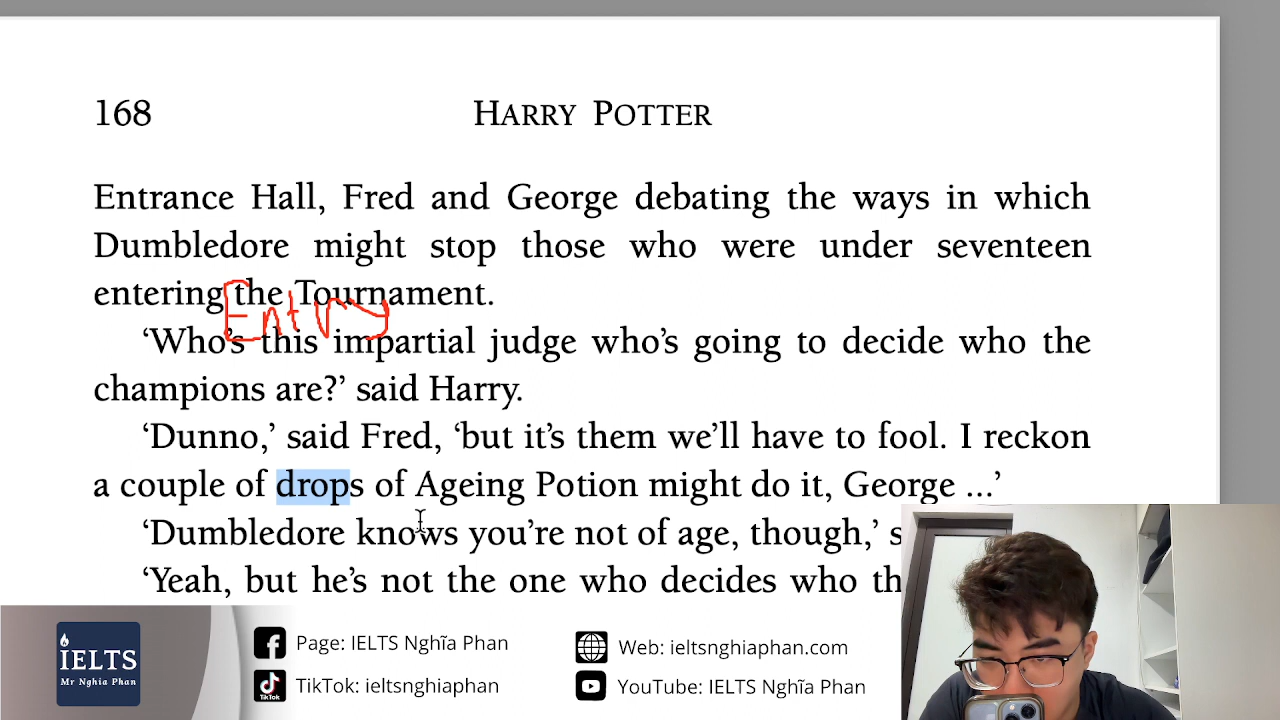 168 HARRY POTTER
Entrance Hall, Fred and George debating the ways in which
Dumbledore might stop those who were under seventeen
entering the Tournament.
Entry
‘Who’s this impartial judge who’s going to decide who the
champions are?’ said Harry.
‘Dunno,’ said Fred, ‘but it’s them we’ll have to fool. I reckon
a couple of drops of Ageing Potion might do it, George ...’
‘Dumbledore knows you’re not of age, though,’ s
‘Yeah, but he’s not the one who decides who th
IELTS
Mr Nghia Phan
Page: IELTS Nghĩa Phan
TikTok
TikTok: ieltsnghiaphan
Web: ieltsnghiaphan.com
YouTube: IELTS Nghĩa Phan